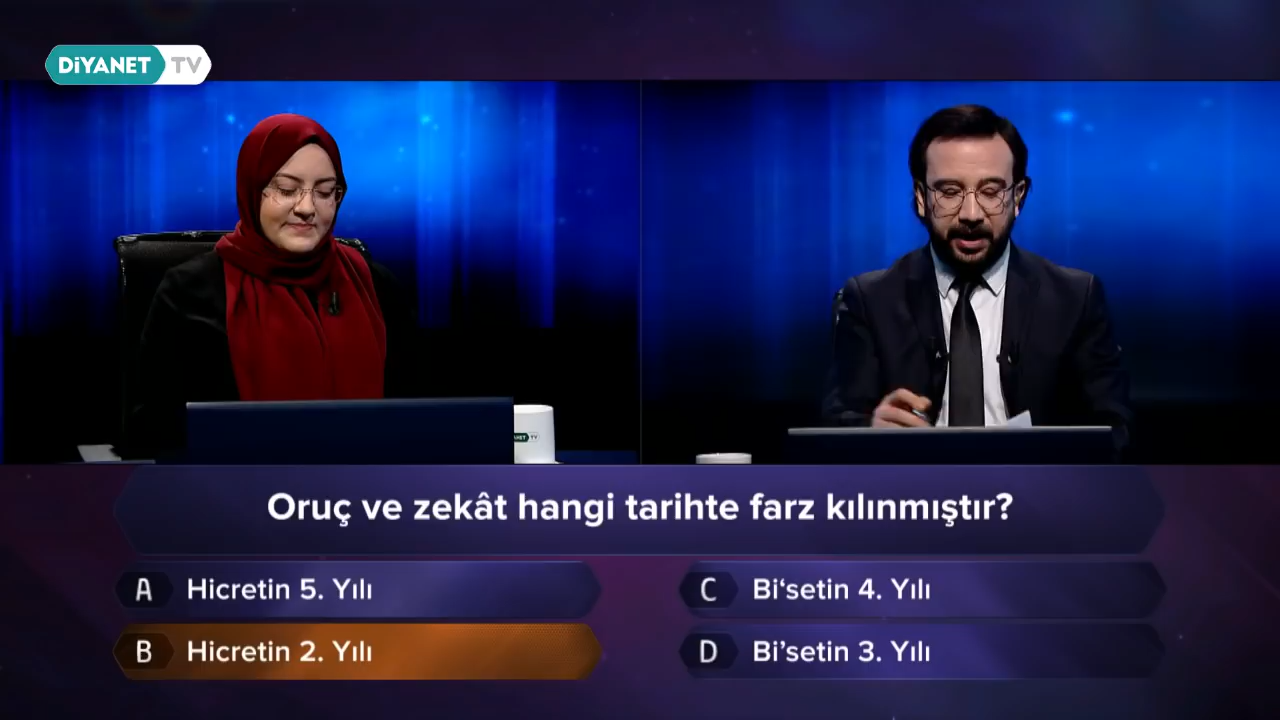 DİYANET TV
Oruç ve zekât hangi tarihte farz kılınmıştır?
A Hicretin 5. Yılı
C Bi‘setin 4. Yılı
B Hicretin 2. Yılı
D Bi’setin 3. Yılı